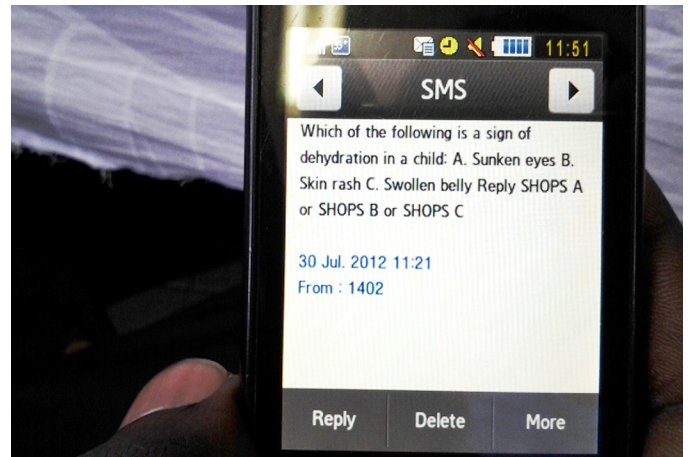 11:51
SMS
Which of the following is a sign of
dehydration in a child: A. Sunken eyes B.
Skin rash C. Swollen belly Reply SHOPS A
or SHOPS B or SHOPS C
30 Jul. 2012 11:21
From : 1402
Reply Delete More